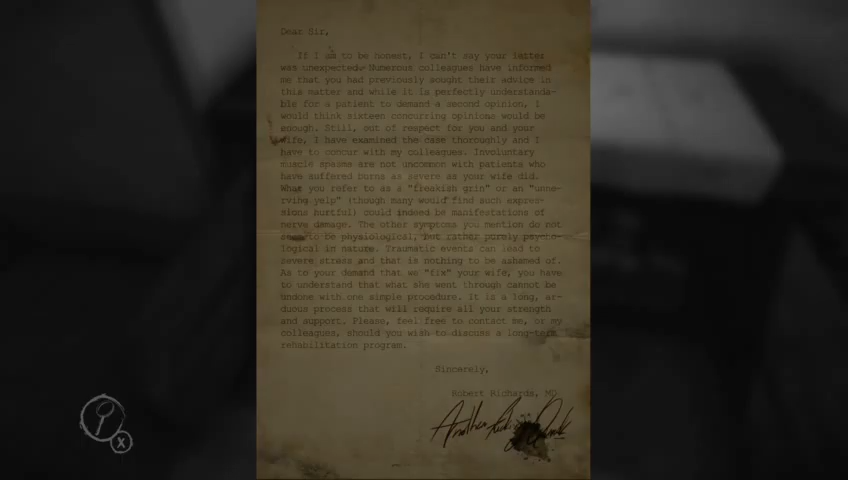 Dear Sir,
If I am to be honest, I can't say your letter
was unexpected. Numerous colleagues have informed
me that you had previously sought their advice in
this matter and while it is perfectly understanda-
ble for a patient to demand a second opinion, I
would think sixteen concurring opinions would be
enough. Still, out of respect for you and your
wife, I have examined the case thoroughly and I
have to concur with my colleagues. Involuntary
muscle spasms are not uncommon with patients who
have suffered burns as severe as your wife did.
What you refer to as a "freakish grin" or an "unne-
rving yelp" (though many would find such expres-
sions hurtful) could indeed be manifestations of
nerve damage. The other symptoms you mention do not
seem to be physiological, but rather purely psycho-
logical in nature. Traumatic events can lead to
severe stress and that is nothing to be ashamed of.
As to your demand that we "fix" your wife, you have
to understand that what she went through cannot be
undone with one simple procedure. It is a long, ar-
duous process that will require all your strength
and support. Please, feel free to contact me, or my
colleagues, should you wish to discuss a long-term
rehabilitation program.
Sincerely,
Robert Richards, MD
Another
X